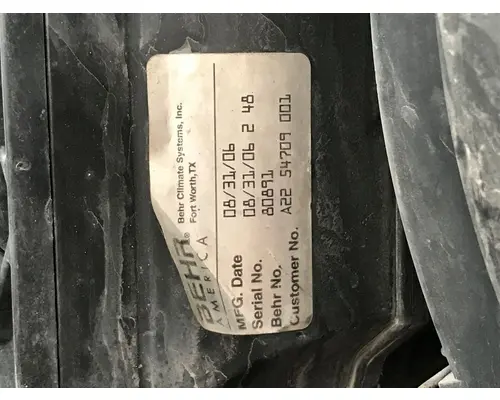 BEHR®
AMERICA
Behr Climate Systems, Inc.
Fort Worth, TX
MFG. Date 08/31/06
Serial No. 08/31/06 2 48
Behr No. 80891
Customer No. A22 54709 001